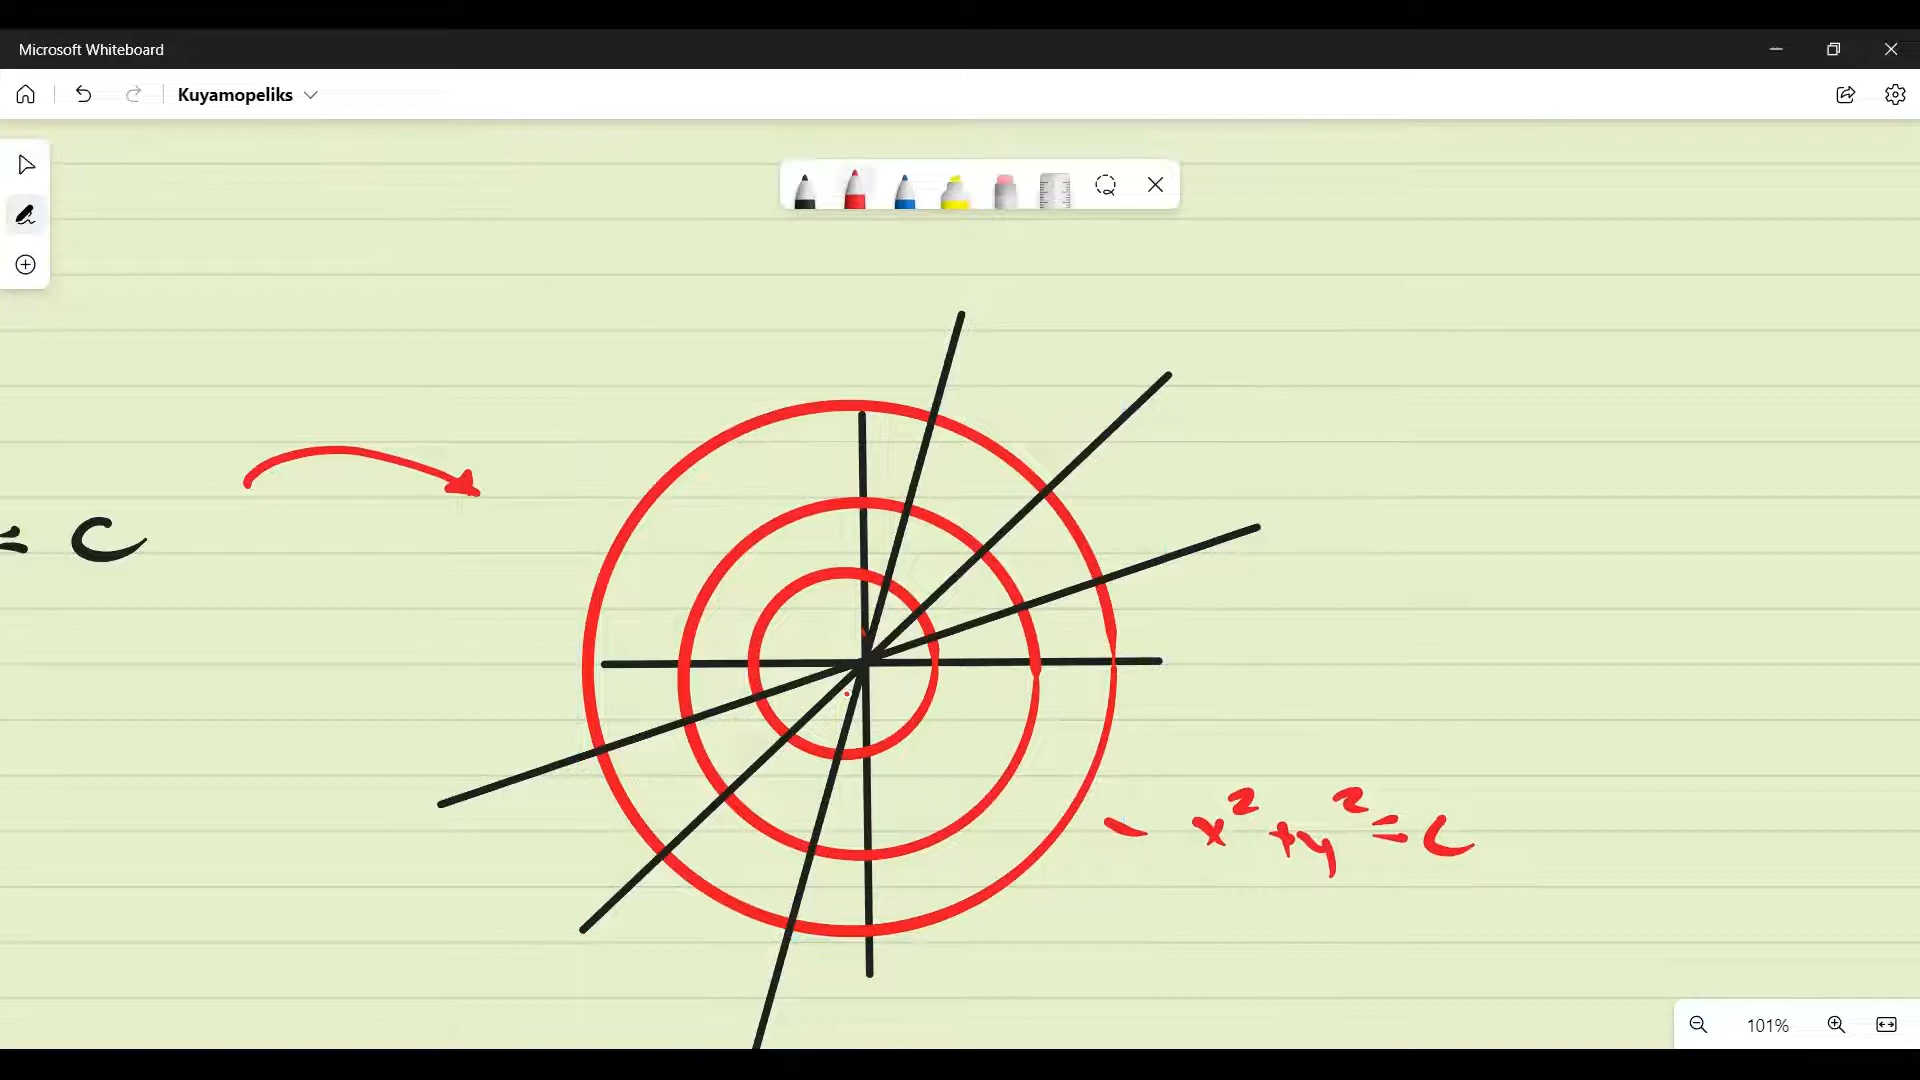 Microsoft Whiteboard
Kuyamopeliks
= C
x² + y² = C
101%